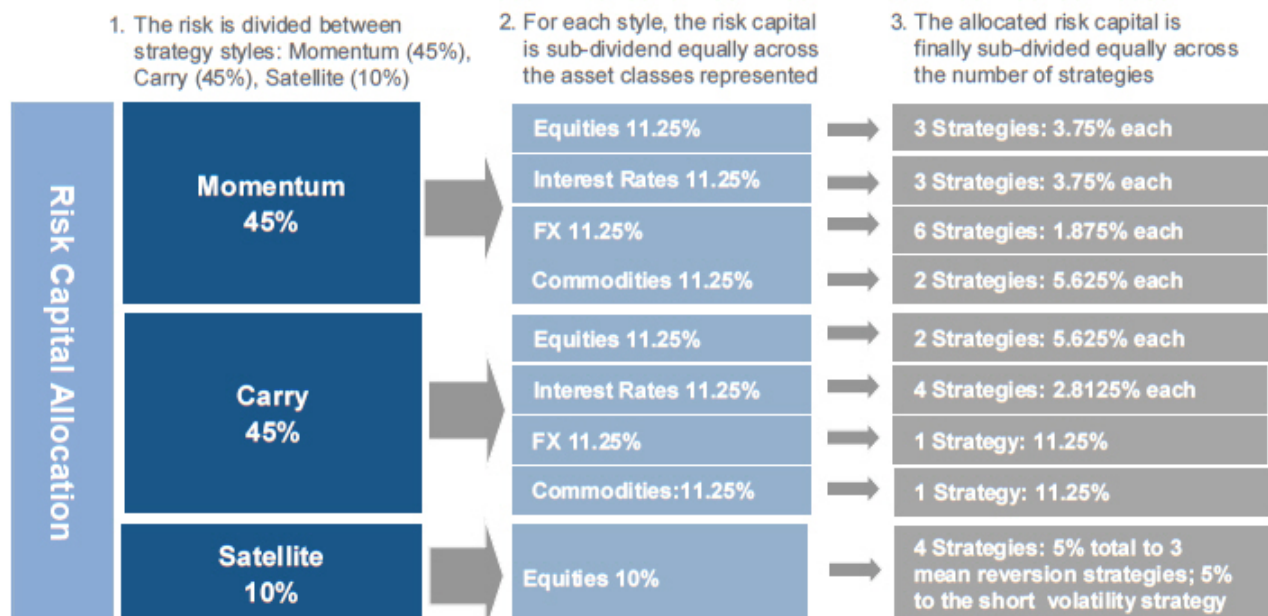 1. The risk is divided between
strategy styles: Momentum (45%),
Carry (45%), Satellite (10%)
2. For each style, the risk capital
is sub-dividend equally across
the asset classes represented
3. The allocated risk capital is
finally sub-divided equally across
the number of strategies
Risk Capital Allocation
Momentum
45%
Equities 11.25%
3 Strategies: 3.75% each
Interest Rates 11.25%
3 Strategies: 3.75% each
FX 11.25%
6 Strategies: 1.875% each
Commodities 11.25%
2 Strategies: 5.625% each
Carry
45%
Equities 11.25%
2 Strategies: 5.625% each
Interest Rates 11.25%
4 Strategies: 2.8125% each
FX 11.25%
1 Strategy: 11.25%
Commodities:11.25%
1 Strategy: 11.25%
Satellite
10%
Equities 10%
4 Strategies: 5% total to 3
mean reversion strategies; 5%
to the short volatility strategy